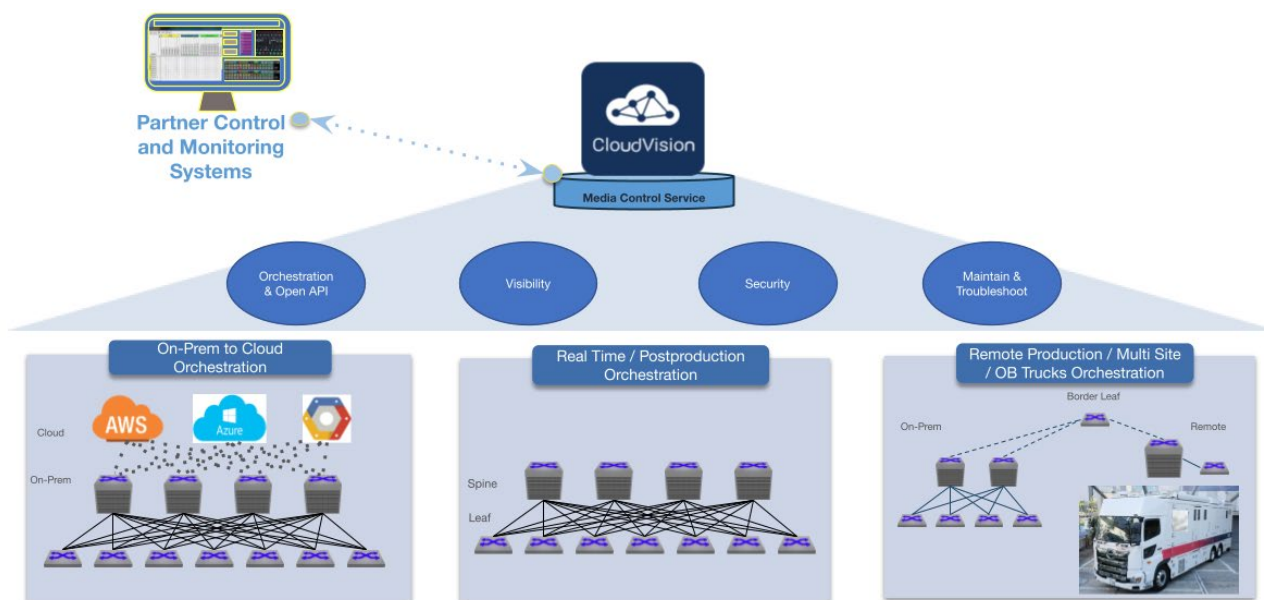 Partner Control
and Monitoring
Systems
CloudVision
Media Control Service
Orchestration
& Open API
Visibility
Security
Maintain &
Troubleshoot
On-Prem to Cloud
Orchestration
Cloud
AWS
Azure
On-Prem
Real Time / Postproduction
Orchestration
Spine
Leaf
Remote Production / Multi Site
/ OB Trucks Orchestration
Border Leaf
On-Prem
Remote